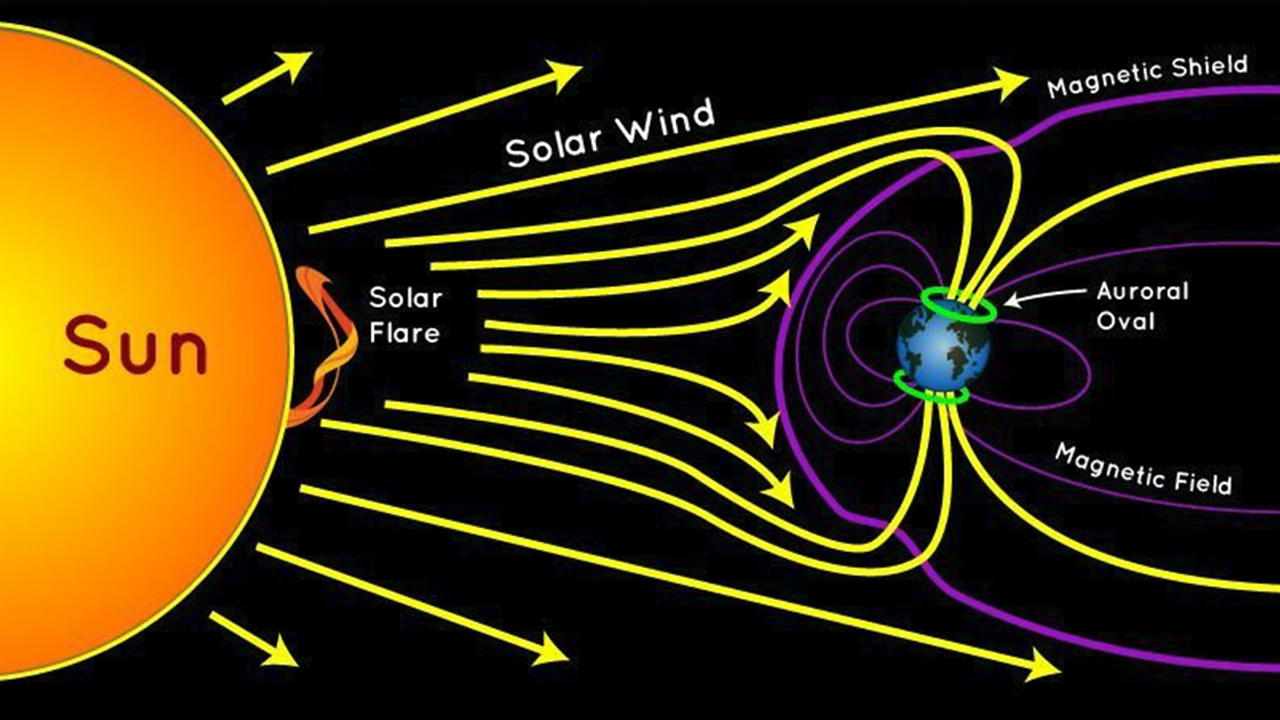 Sun
Solar Wind
Solar
Flare
Magnetic Shield
Auroral
Oval
Magnetic Field